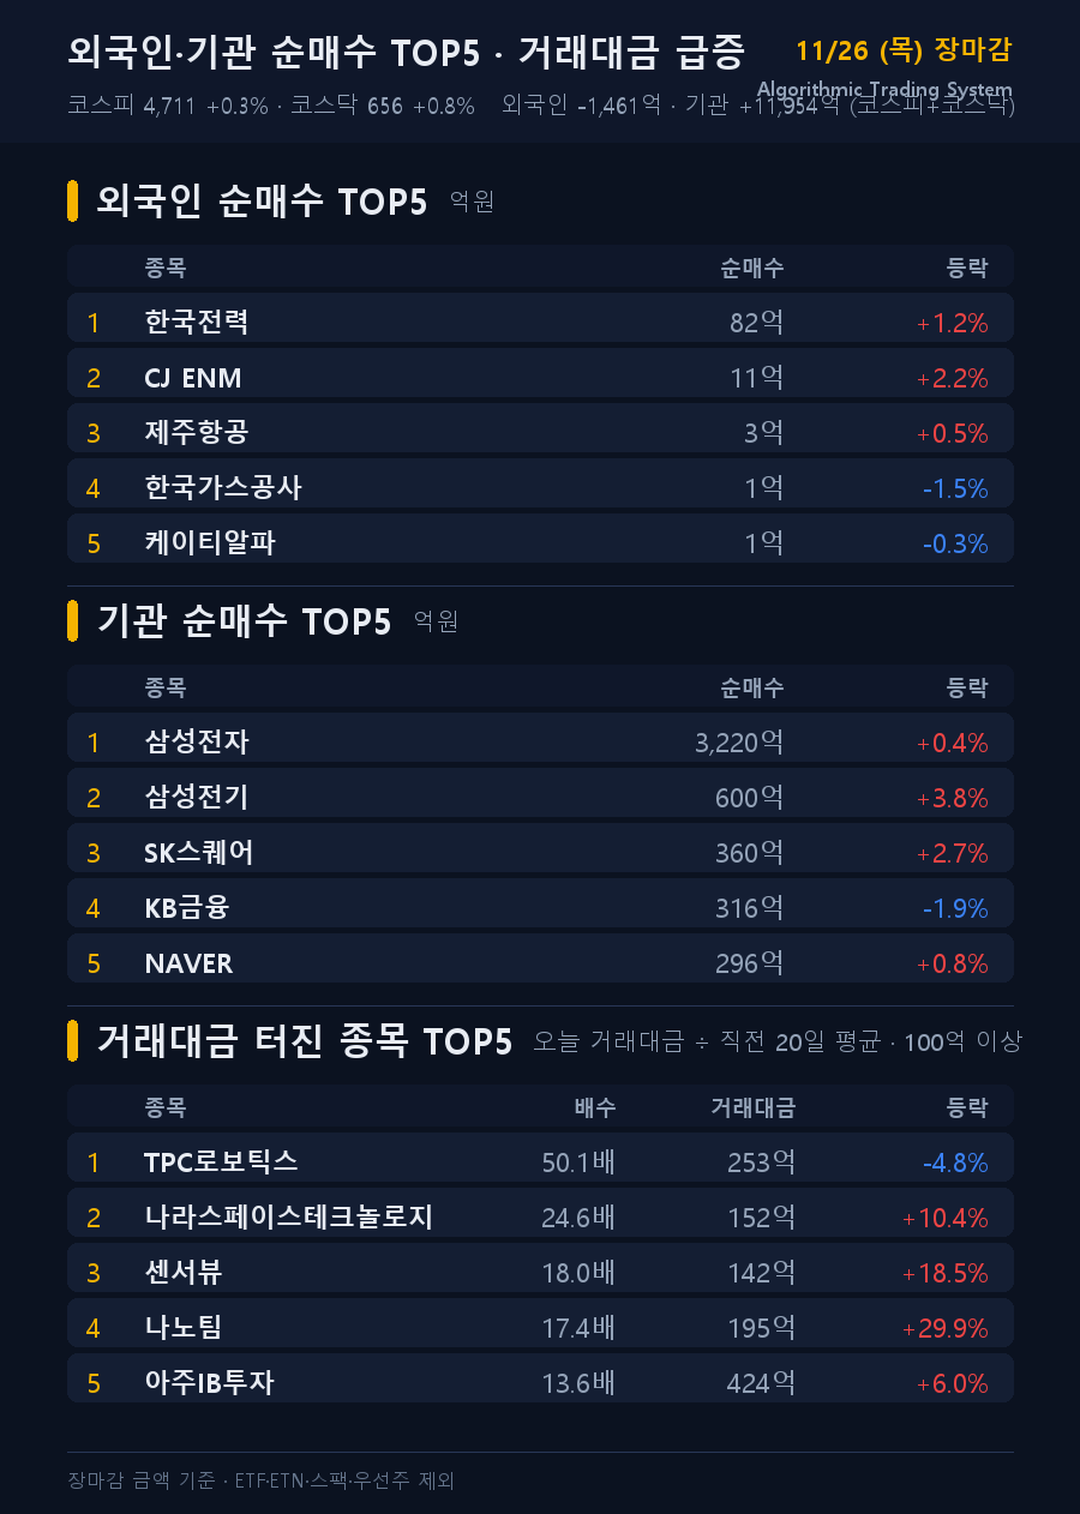 외국인·기관 순매수 TOP5 · 거래대금 급증
11/26 (목) 장마감
Algorithmic Trading System
코스피 4,711 +0.3% · 코스닥 656 +0.8% 외국인 -1,461억 · 기관 +11,954억 (코스피+코스닥)
외국인 순매수 TOP5 억원
종목 순매수 등락
1 한국전력 82억 +1.2%
2 CJ ENM 11억 +2.2%
3 제주항공 3억 +0.5%
4 한국가스공사 1억 -1.5%
5 케이티알파 1억 -0.3%
기관 순매수 TOP5 억원
종목 순매수 등락
1 삼성전자 3,220억 +0.4%
2 삼성전기 600억 +3.8%
3 SK스퀘어 360억 +2.7%
4 KB금융 316억 -1.9%
5 NAVER 296억 +0.8%
거래대금 터진 종목 TOP5 오늘 거래대금 ÷ 직전 20일 평균 · 100억 이상
종목 배수 거래대금 등락
1 TPC로보틱스 50.1배 253억 -4.8%
2 나라스페이스테크놀로지 24.6배 152억 +10.4%
3 센서뷰 18.0배 142억 +18.5%
4 나노팀 17.4배 195억 +29.9%
5 아주IB투자 13.6배 424억 +6.0%
장마감 금액 기준 · ETF·ETN·스팩·우선주 제외